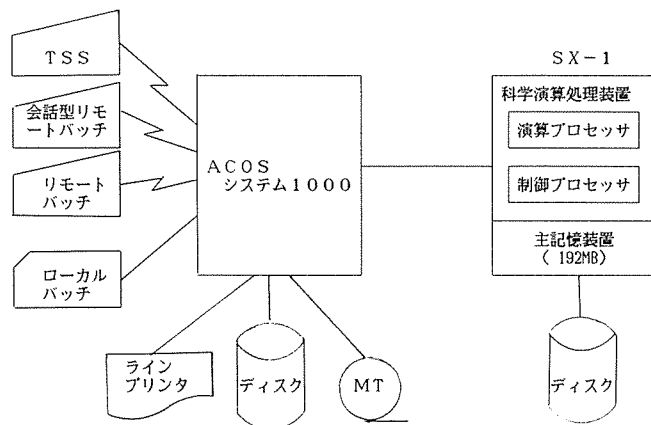 TSS
会話型リモ
ートバッチ
リモート
バッチ
ローカル
バッチ
ACOS
システム1000
ライン
プリンタ
ディスク
MT
SX-1
科学演算処理装置
演算プロセッサ
制御プロセッサ
主記憶装置
( 192MB)
ディスク